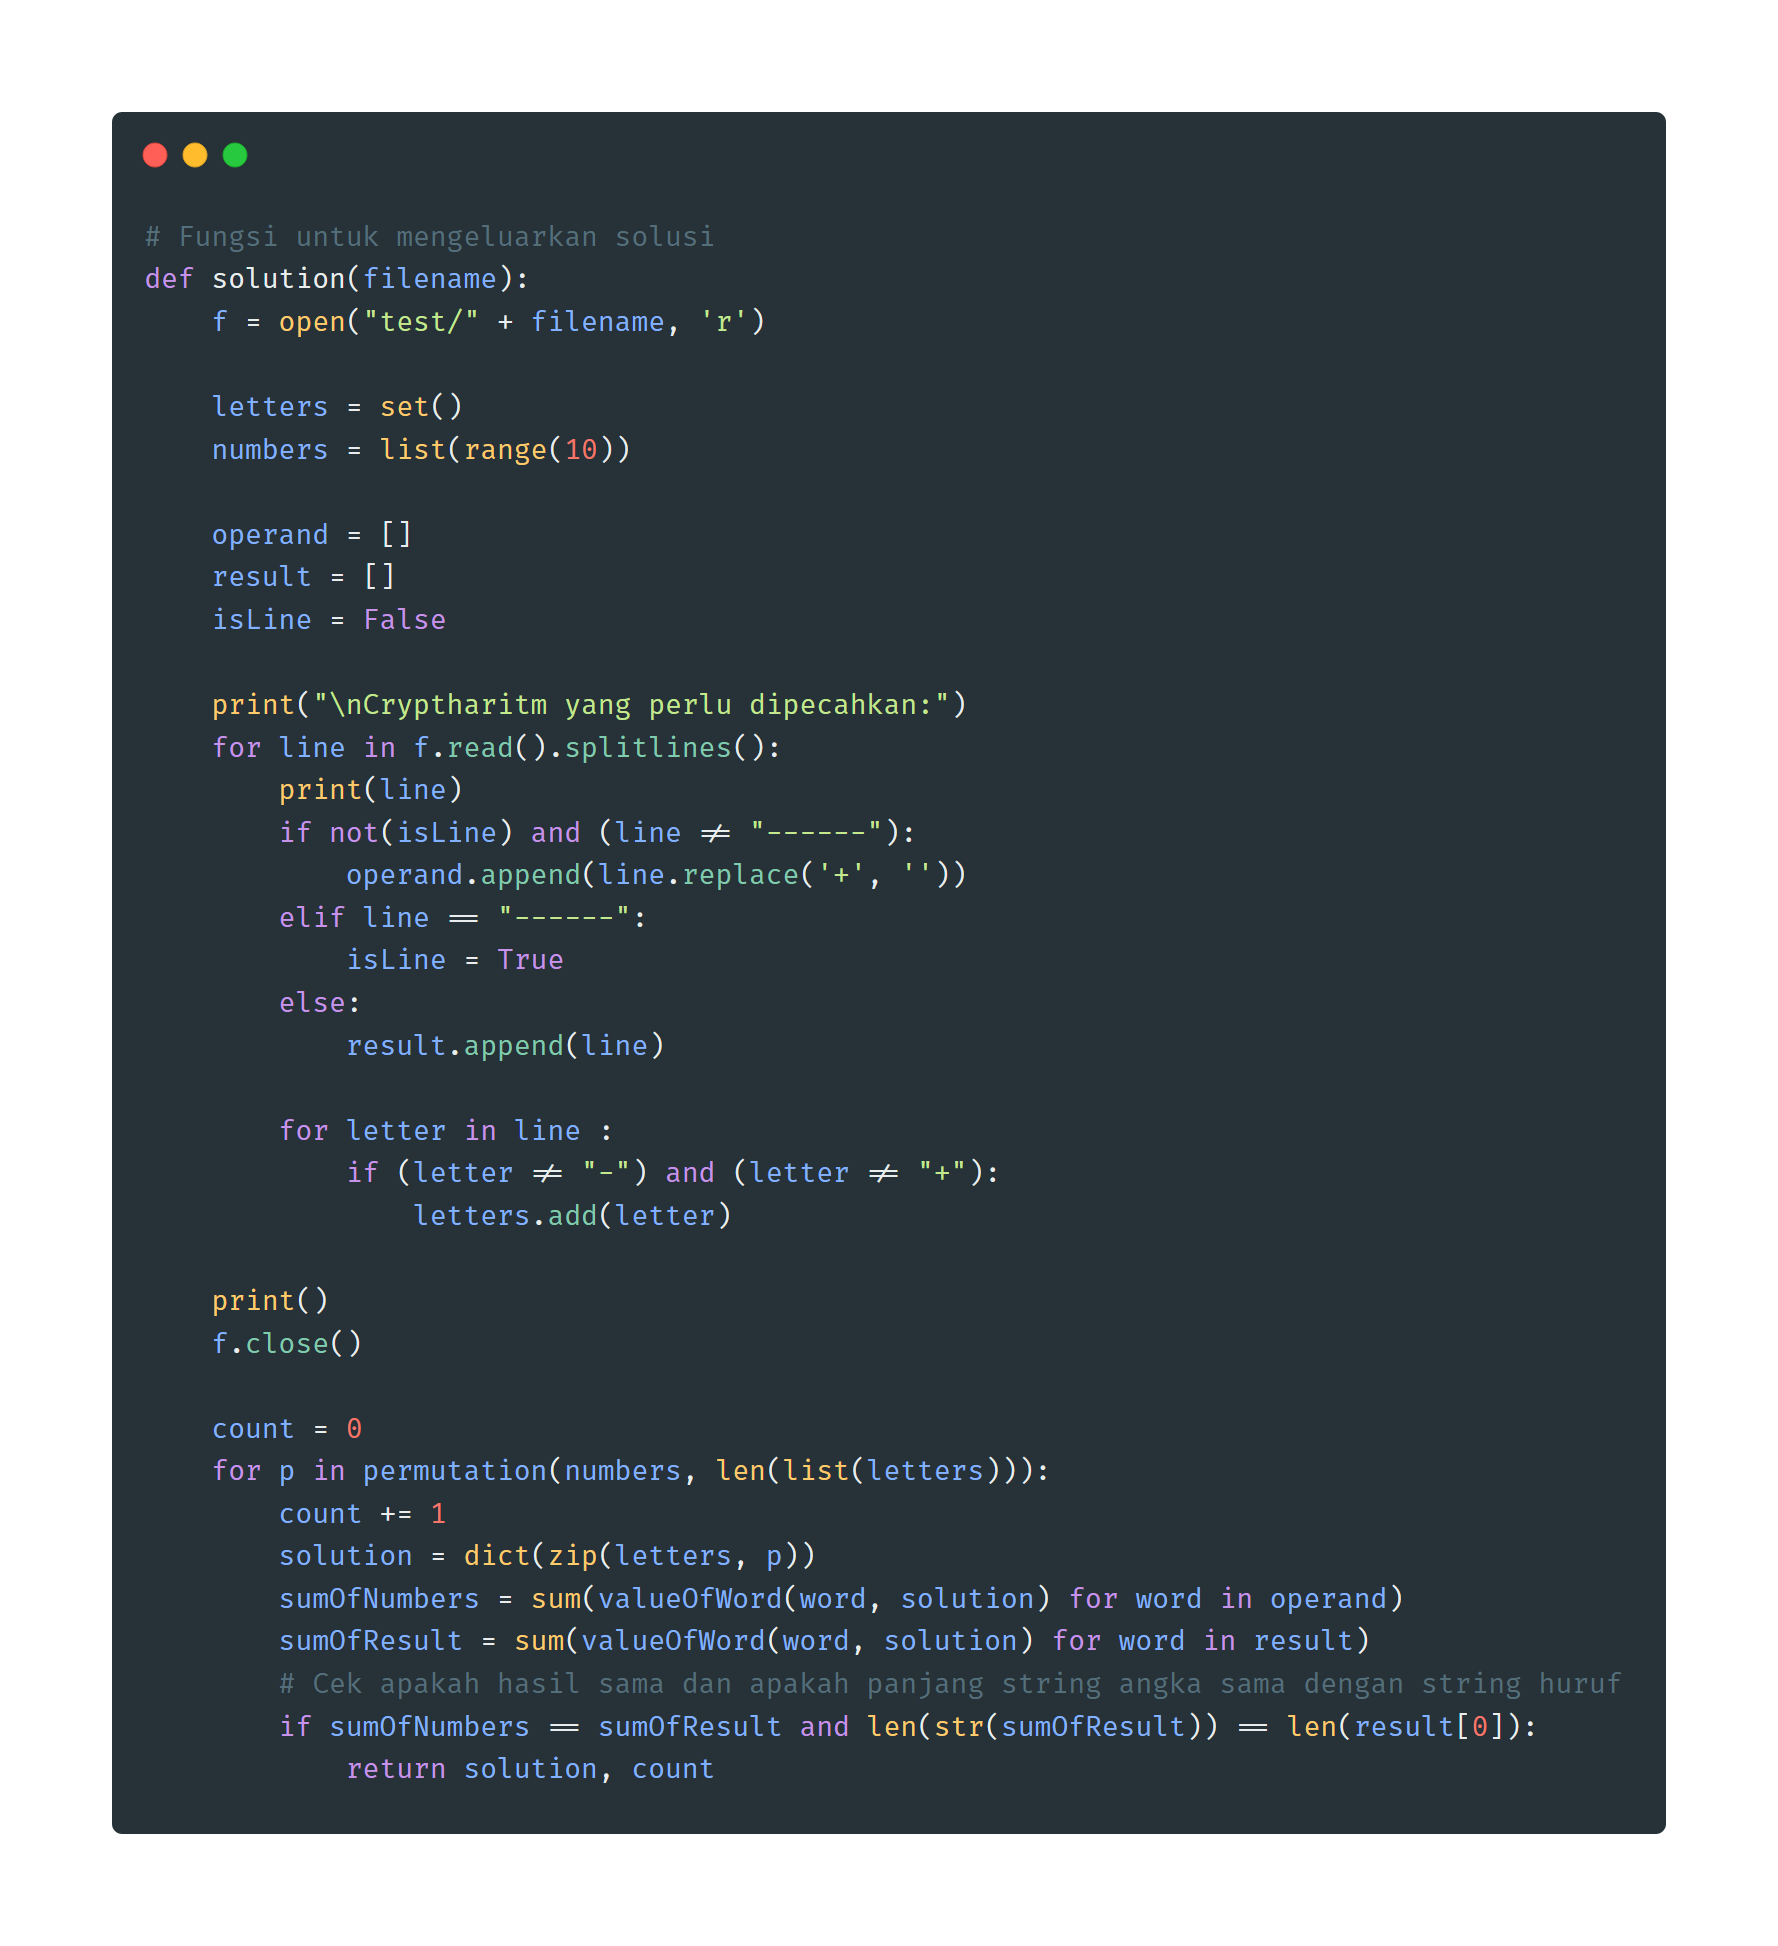 # Fungsi untuk mengeluarkan solusi
def solution(filename):
    f = open("test/" + filename, 'r')

    letters = set()
    numbers = list(range(10))

    operand = []
    result = []
    isLine = False

    print("\nCryptharitm yang perlu dipecahkan:")
    for line in f.read().splitlines():
        print(line)
        if not(isLine) and (line != "------"):
            operand.append(line.replace('+', ''))
        elif line == "------":
            isLine = True
        else:
            result.append(line)

        for letter in line :
            if (letter != "-") and (letter != "+"):
                letters.add(letter)

    print()
    f.close()

    count = 0
    for p in permutation(numbers, len(list(letters))):
        count += 1
        solution = dict(zip(letters, p))
        sumOfNumbers = sum(valueOfWord(word, solution) for word in operand)
        sumOfResult = sum(valueOfWord(word, solution) for word in result)
        # Cek apakah hasil sama dan apakah panjang string angka sama dengan string huruf
        if sumOfNumbers == sumOfResult and len(str(sumOfResult)) == len(result[0]):
            return solution, count